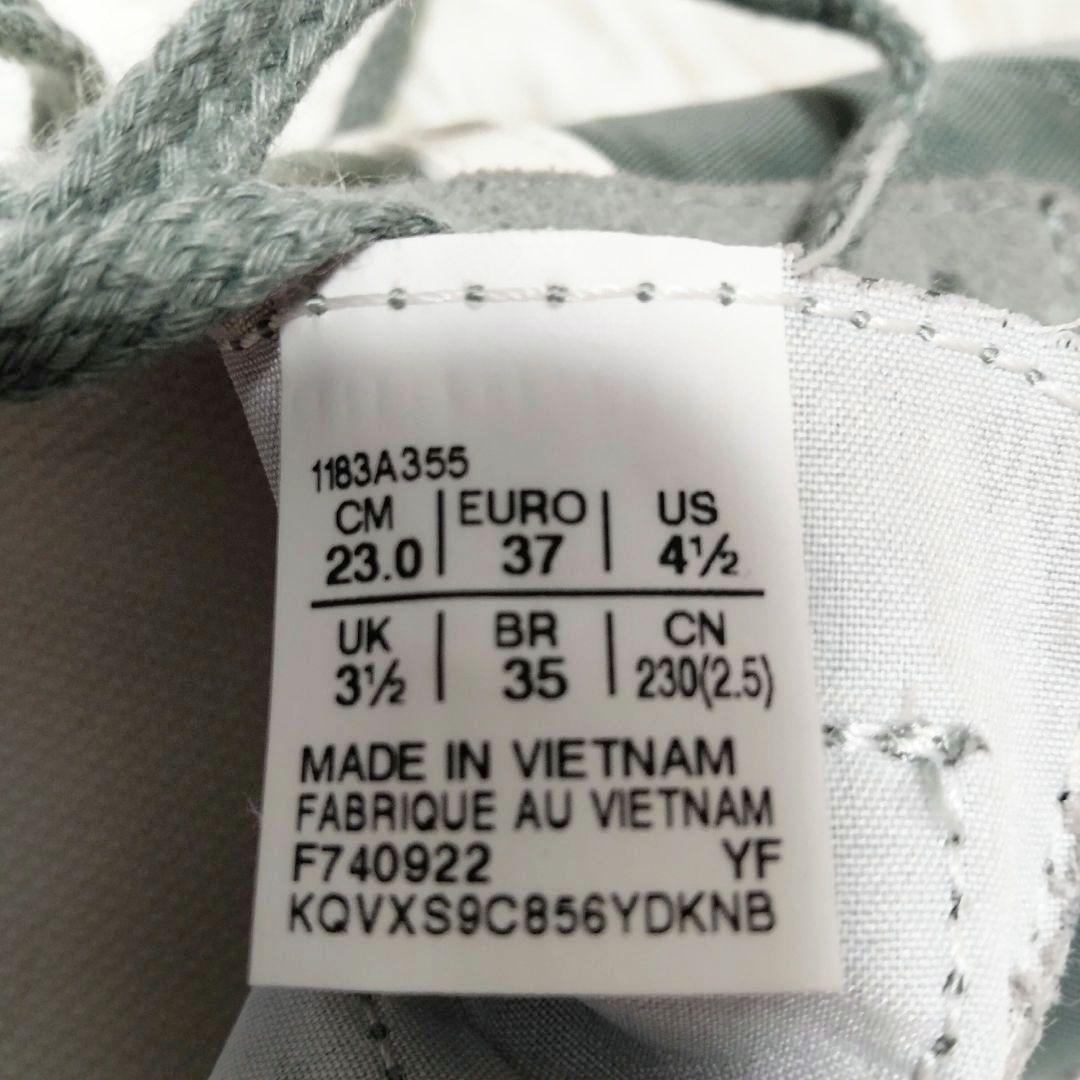 1183A355
CM | EURO | US
23.0 | 37 | 4½
UK | BR | CN
3½ | 35 | 230(2.5)
MADE IN VIETNAM
FABRIQUE AU VIETNAM
F740922 YF
KQVXS9C856YDKNB